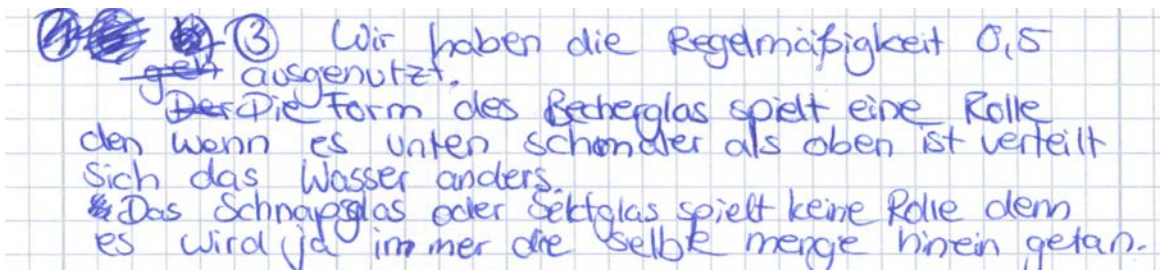 ③ Wir haben die Regelmäßigkeit 0,5
geh ausgenutzt.
Der Die Form des Becherglas spielt eine Rolle
den wenn es unten schmaler als oben ist verteilt
sich das Wasser anders.
Das Schnapsglas oder Sektglas spielt keine Rolle denn
es wird ja immer die selbe menge hinein getan.